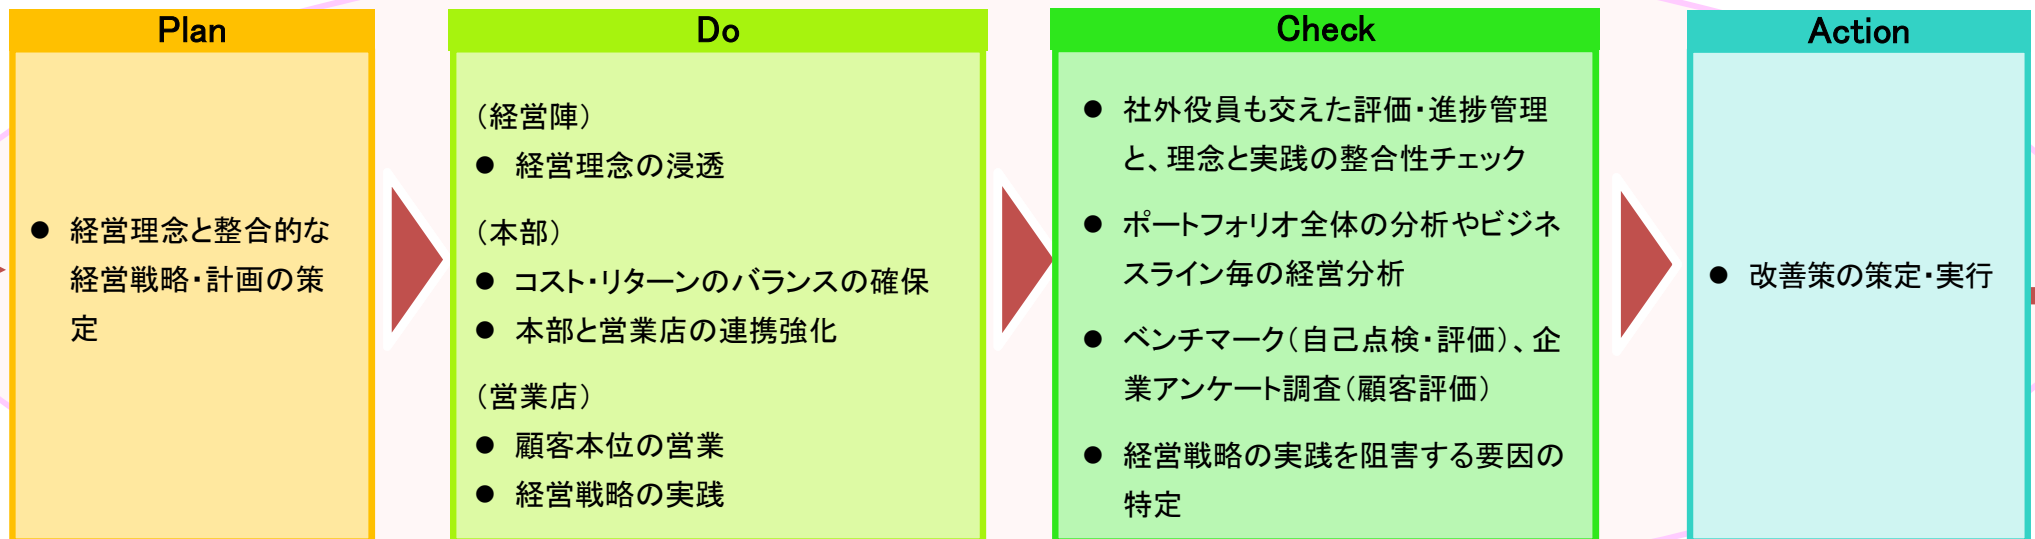 Plan
● 経営理念と整合的な
経営戦略・計画の策
定
Do
（経営陣）
● 経営理念の浸透
（本部）
● コスト・リターンのバランスの確保
● 本部と営業店の連携強化
（営業店）
● 顧客本位の営業
● 経営戦略の実践
Check
● 社外役員も交えた評価・進捗管理
と、理念と実践の整合性チェック
● ポートフォリオ全体の分析やビジネ
スライン毎の経営分析
● ベンチマーク（自己点検・評価）、企
業アンケート調査（顧客評価）
● 経営戦略の実践を阻害する要因の
特定
Action
● 改善策の策定・実行